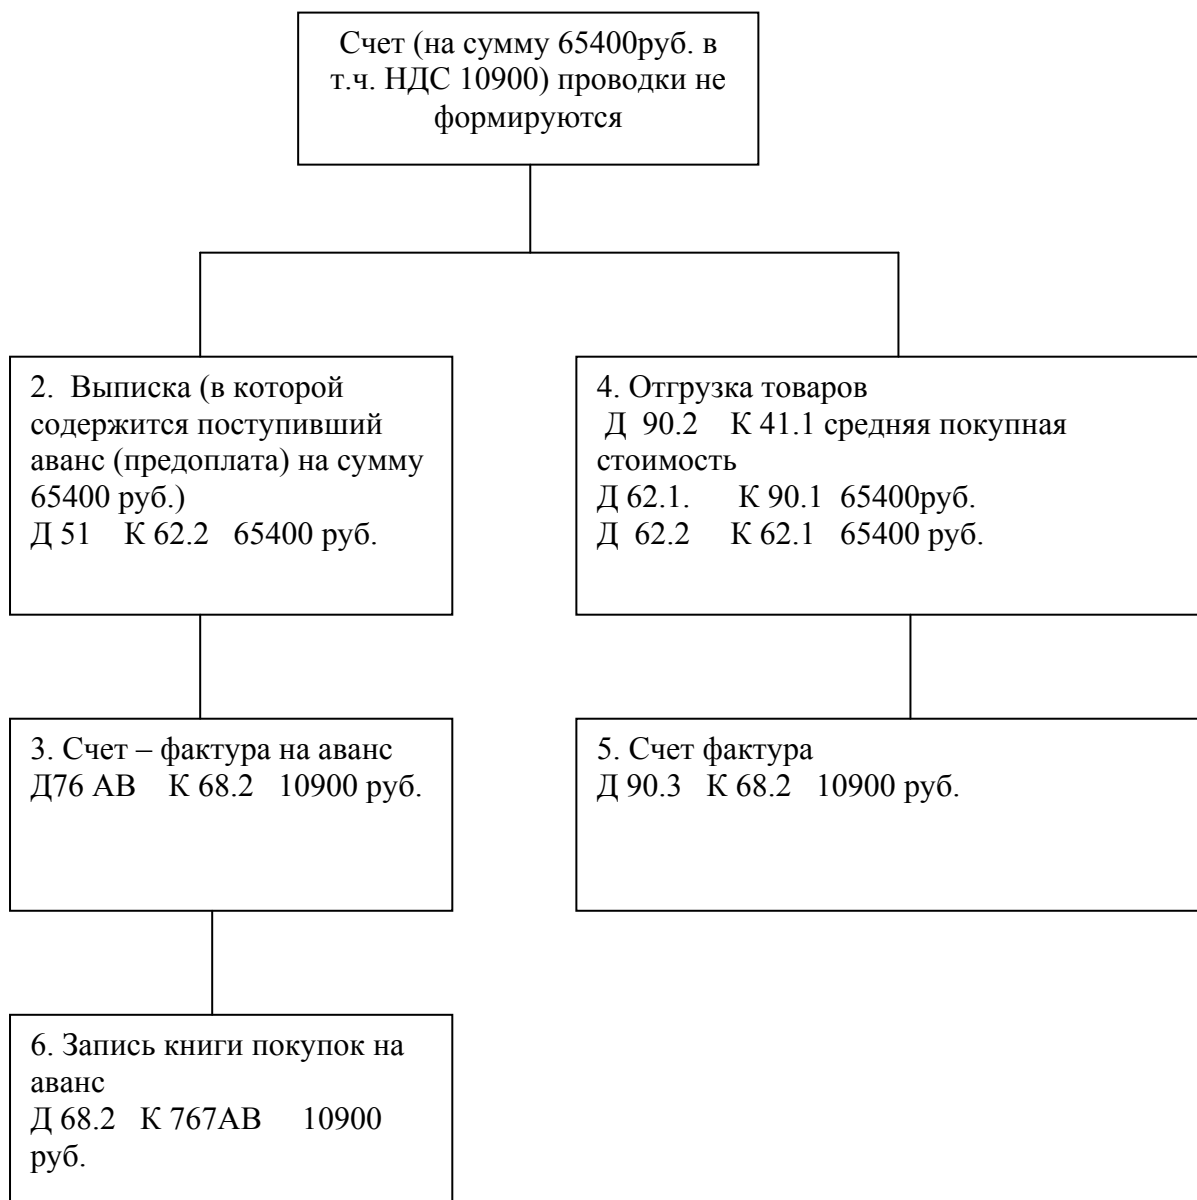 Счет (на сумму 65400руб. в
т.ч. НДС 10900) проводки не
формируются
2. Выписка (в которой
содержится поступивший
аванс (предоплата) на сумму
65400 руб.)
Д 51 К 62.2 65400 руб.
4. Отгрузка товаров
Д 90.2 К 41.1 средняя покупная
стоимость
Д 62.1. К 90.1 65400руб.
Д 62.2 К 62.1 65400 руб.
3. Счет – фактура на аванс
Д76 АВ К 68.2 10900 руб.
5. Счет фактура
Д 90.3 К 68.2 10900 руб.
6. Запись книги покупок на
аванс
Д 68.2 К 767АВ 10900
руб.